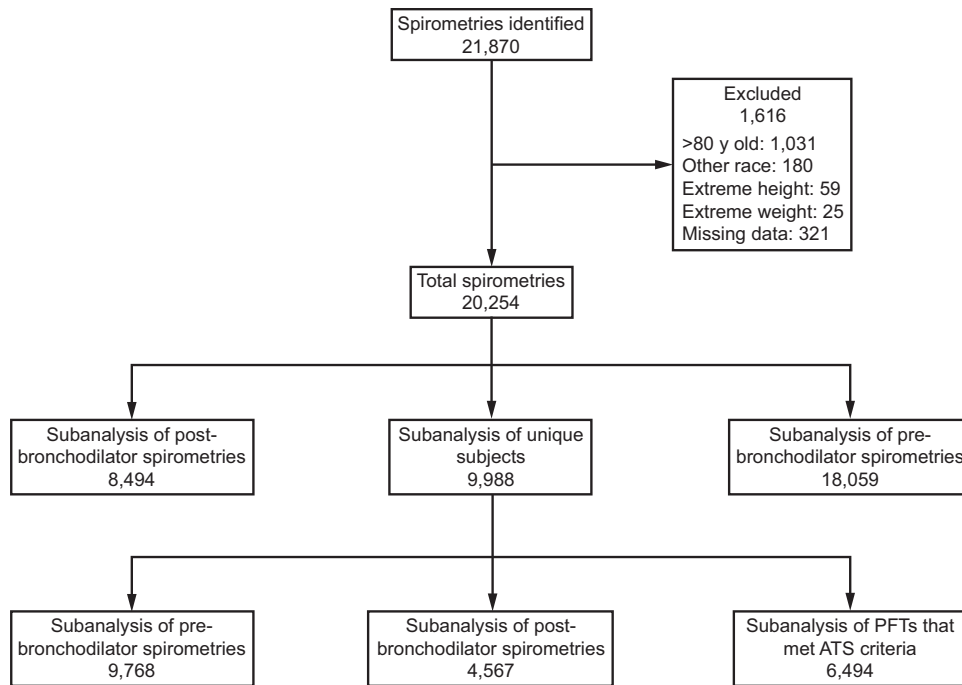 Spirometries identified
21,870
Excluded
1,616
>80 y old: 1,031
Other race: 180
Extreme height: 59
Extreme weight: 25
Missing data: 321
Total spirometries
20,254
Subanalysis of post-
bronchodilator spirometries
8,494
Subanalysis of unique
subjects
9,988
Subanalysis of pre-
bronchodilator spirometries
18,059
Subanalysis of pre-
bronchodilator spirometries
9,768
Subanalysis of post-
bronchodilator spirometries
4,567
Subanalysis of PFTs that
met ATS criteria
6,494